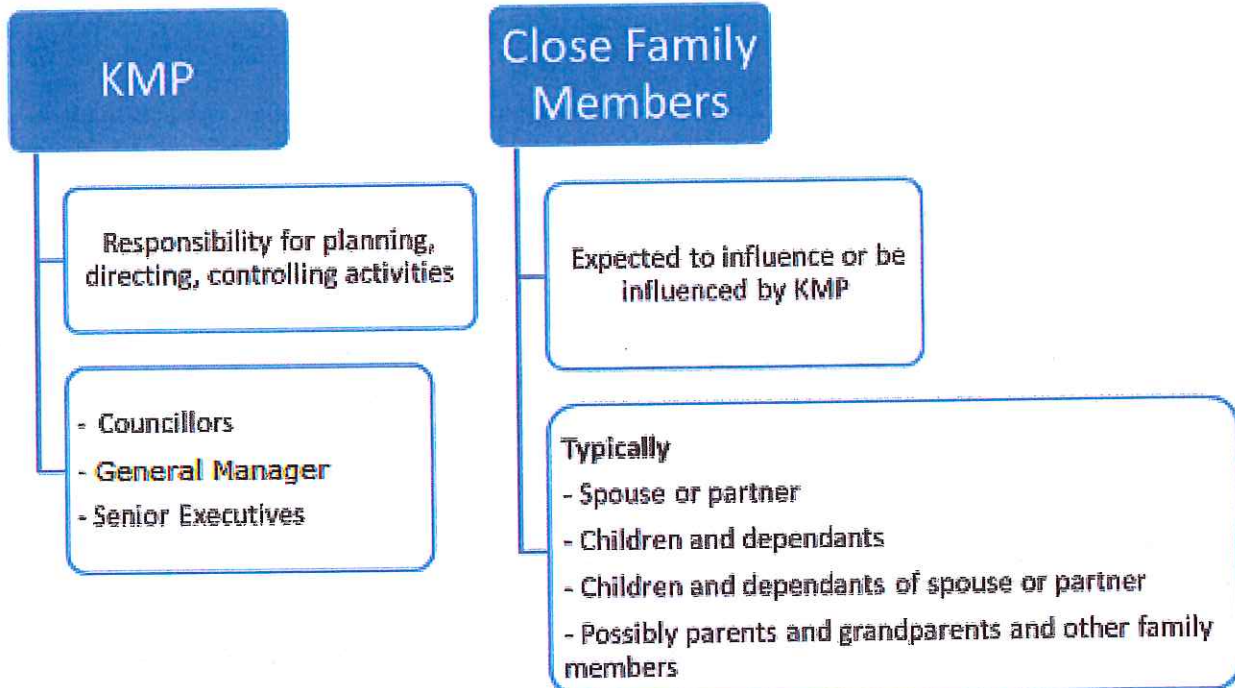 KMP
Responsibility for planning,
directing, controlling activities
- Councillors
- General Manager
- Senior Executives
Close Family
Members
Expected to influence or be
influenced by KMP
Typically
- Spouse or partner
- Children and dependants
- Children and dependants of spouse or partner
- Possibly parents and grandparents and other family
members